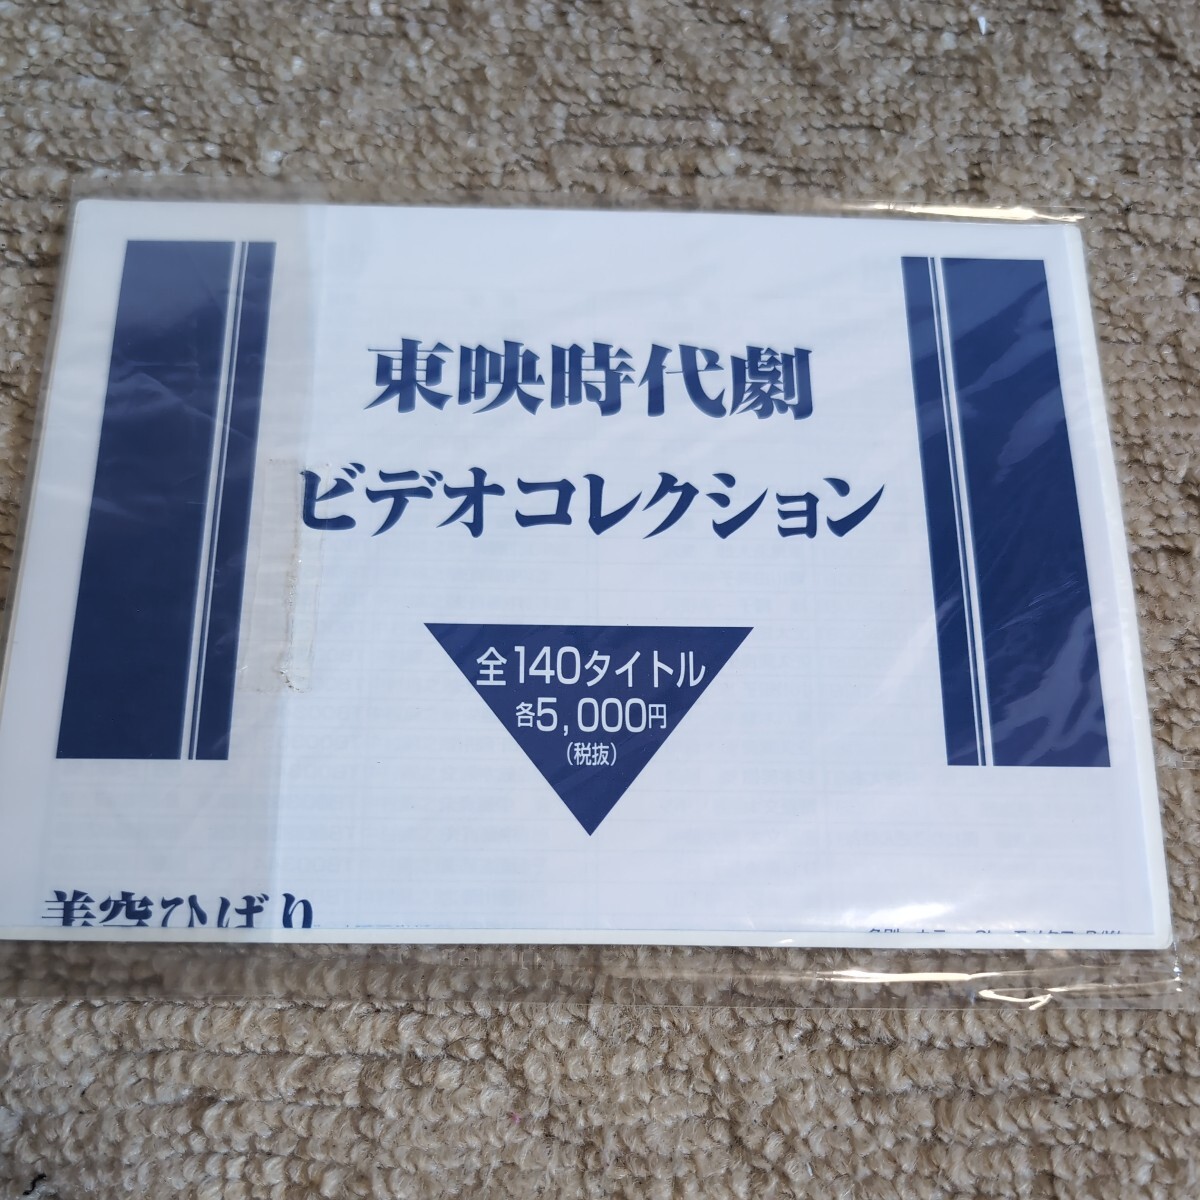 東映時代劇
ビデオコレクション
全140タイトル
各5,000円
(税抜)
美空ひばり